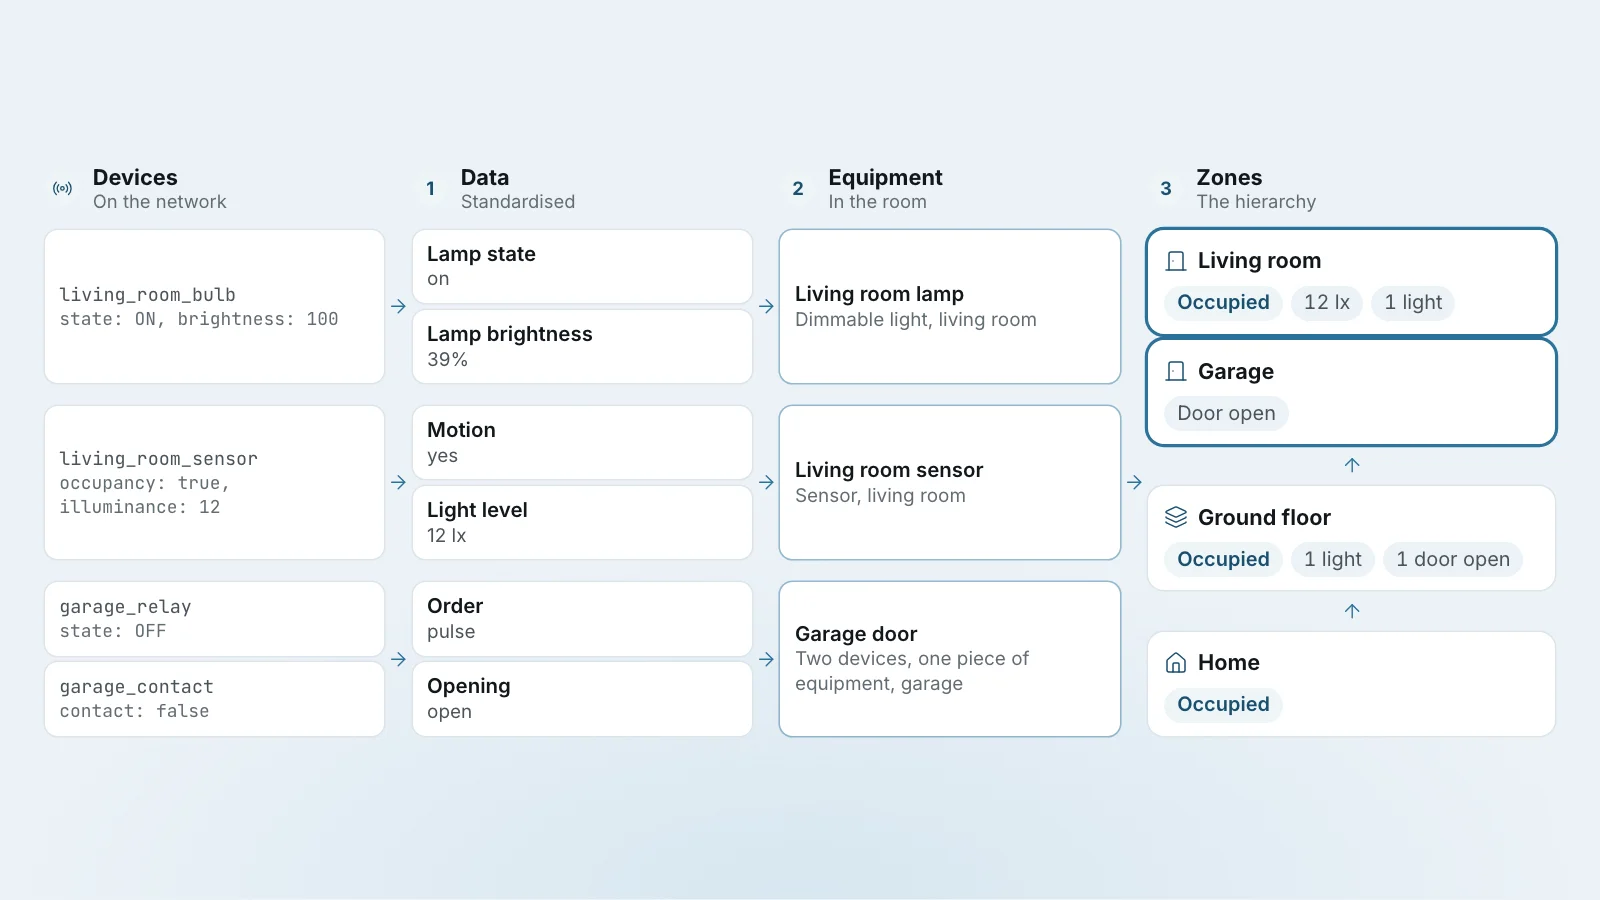 Devices
On the network
living_room_bulb
state: ON, brightness: 100
living_room_sensor
occupancy: true,
illuminance: 12
garage_relay
state: OFF
garage_contact
contact: false
1
Data
Standardised
Lamp state
on
Lamp brightness
39%
Motion
yes
Light level
12 lx
Order
pulse
Opening
open
2
Equipment
In the room
Living room lamp
Dimmable light, living room
Living room sensor
Sensor, living room
Garage door
Two devices, one piece of
equipment, garage
3
Zones
The hierarchy
Living room
Occupied 12 lx 1 light
Garage
Door open
Ground floor
Occupied 1 light 1 door open
Home
Occupied